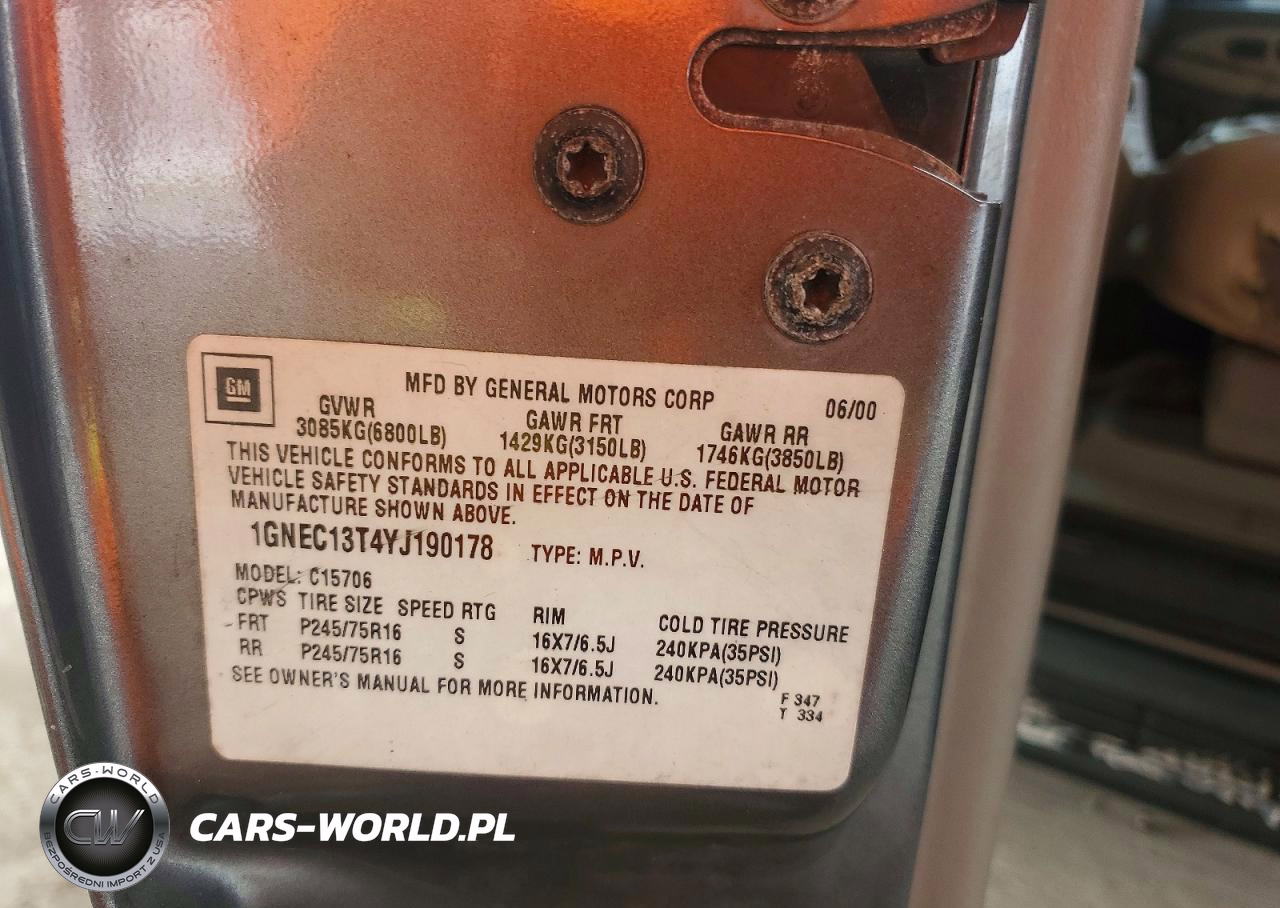 GM
MFD BY GENERAL MOTORS CORP 06/00
GVWR GAWR FRT GAWR RR
3085KG(6800LB) 1429KG(3150LB) 1746KG(3850LB)
THIS VEHICLE CONFORMS TO ALL APPLICABLE U.S. FEDERAL MOTOR
VEHICLE SAFETY STANDARDS IN EFFECT ON THE DATE OF
MANUFACTURE SHOWN ABOVE.
1GNEC13T4YJ190178 TYPE: M.P.V.
MODEL: C15706
CPWS TIRE SIZE SPEED RTG RIM COLD TIRE PRESSURE
FRT P245/75R16 S 16X7/6.5J 240KPA(35PSI)
RR P245/75R16 S 16X7/6.5J 240KPA(35PSI)
SEE OWNER'S MANUAL FOR MORE INFORMATION.
F 347
T 334
CARS-WORLD
CW
BEZPOŚREDNI IMPORT Z USA
CARS-WORLD.PL